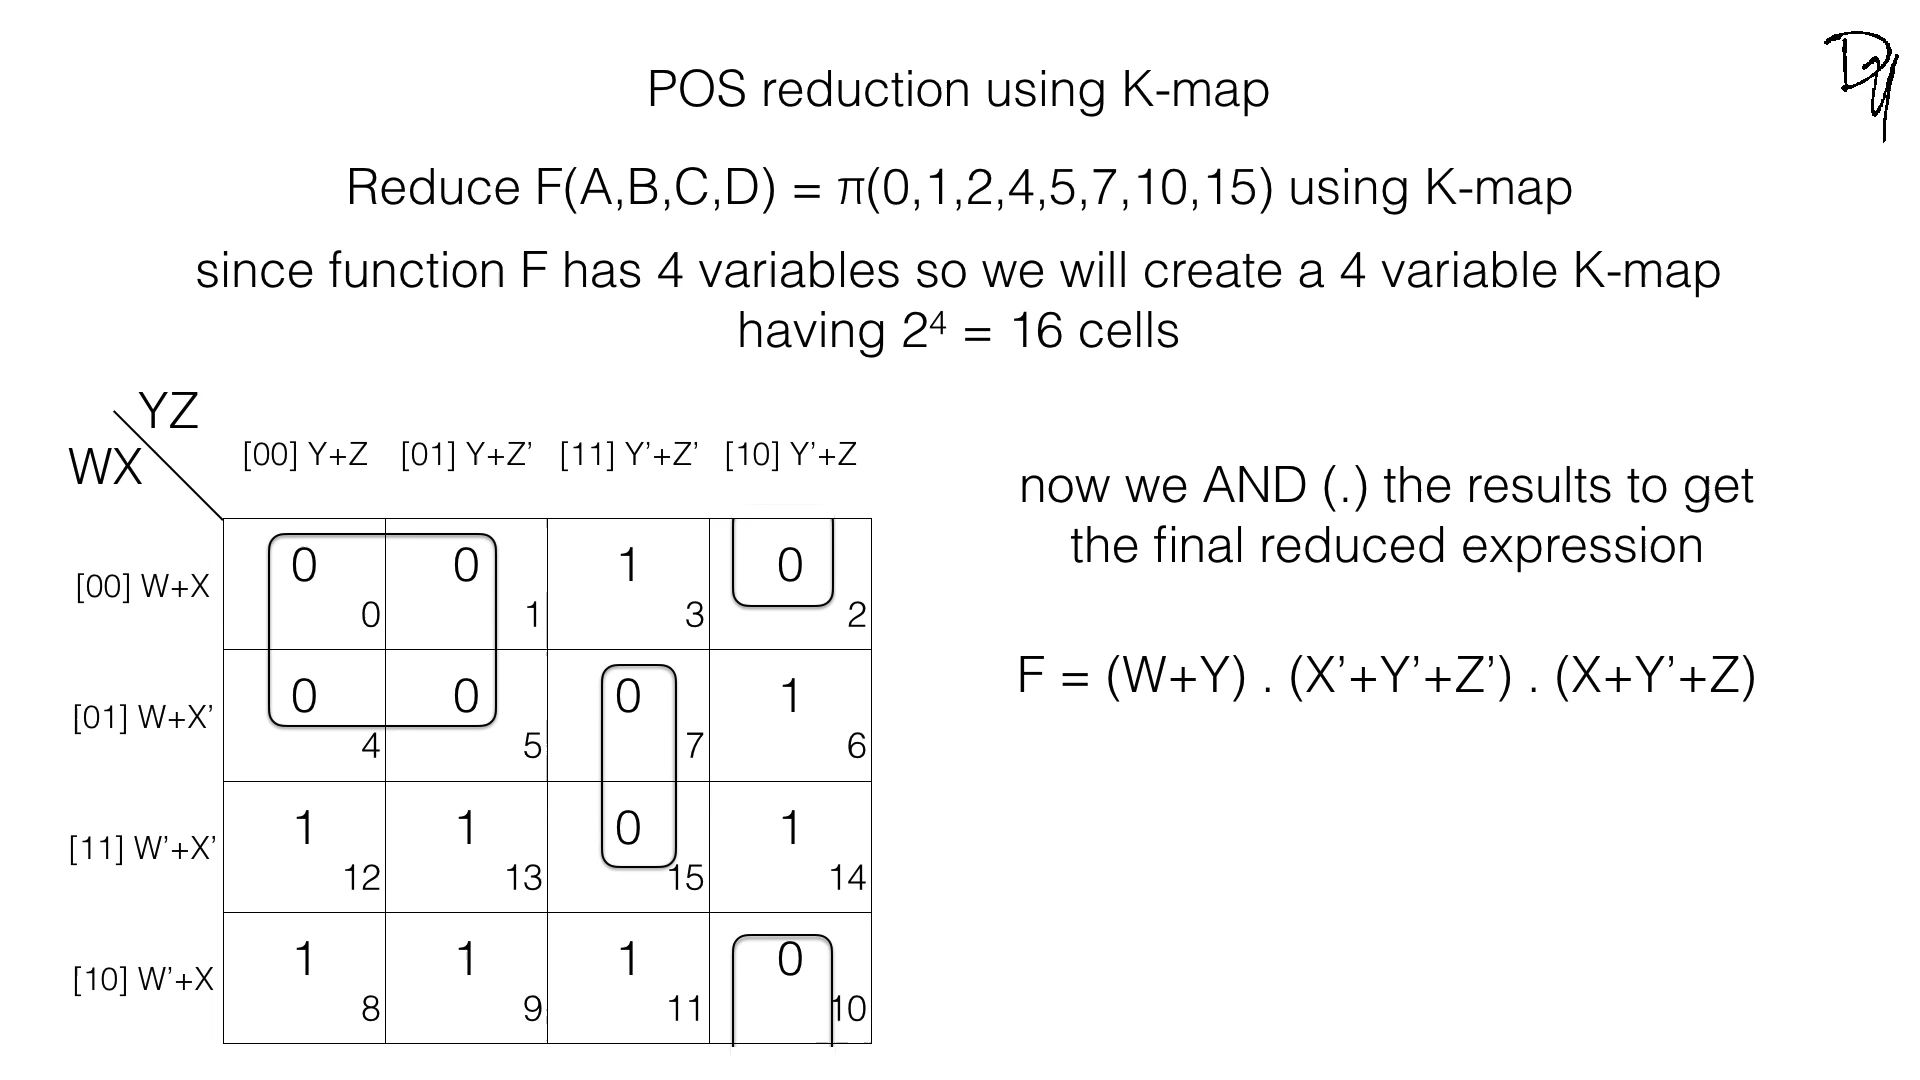 POS reduction using K-map
Reduce F(A,B,C,D) = π(0,1,2,4,5,7,10,15) using K-map
since function F has 4 variables so we will create a 4 variable K-map
having 2⁴ = 16 cells
YZ
WX
[00] Y+Z [01] Y+Z’ [11] Y’+Z’ [10] Y’+Z
[00] W+X 0 0 1 0
0 1 3 2
[01] W+X’ 0 0 0 1
4 5 7 6
[11] W’+X’ 1 1 0 1
12 13 15 14
[10] W’+X 1 1 1 0
8 9 11 10
now we AND (.) the results to get
the final reduced expression
F = (W+Y) . (X’+Y’+Z’) . (X+Y’+Z)